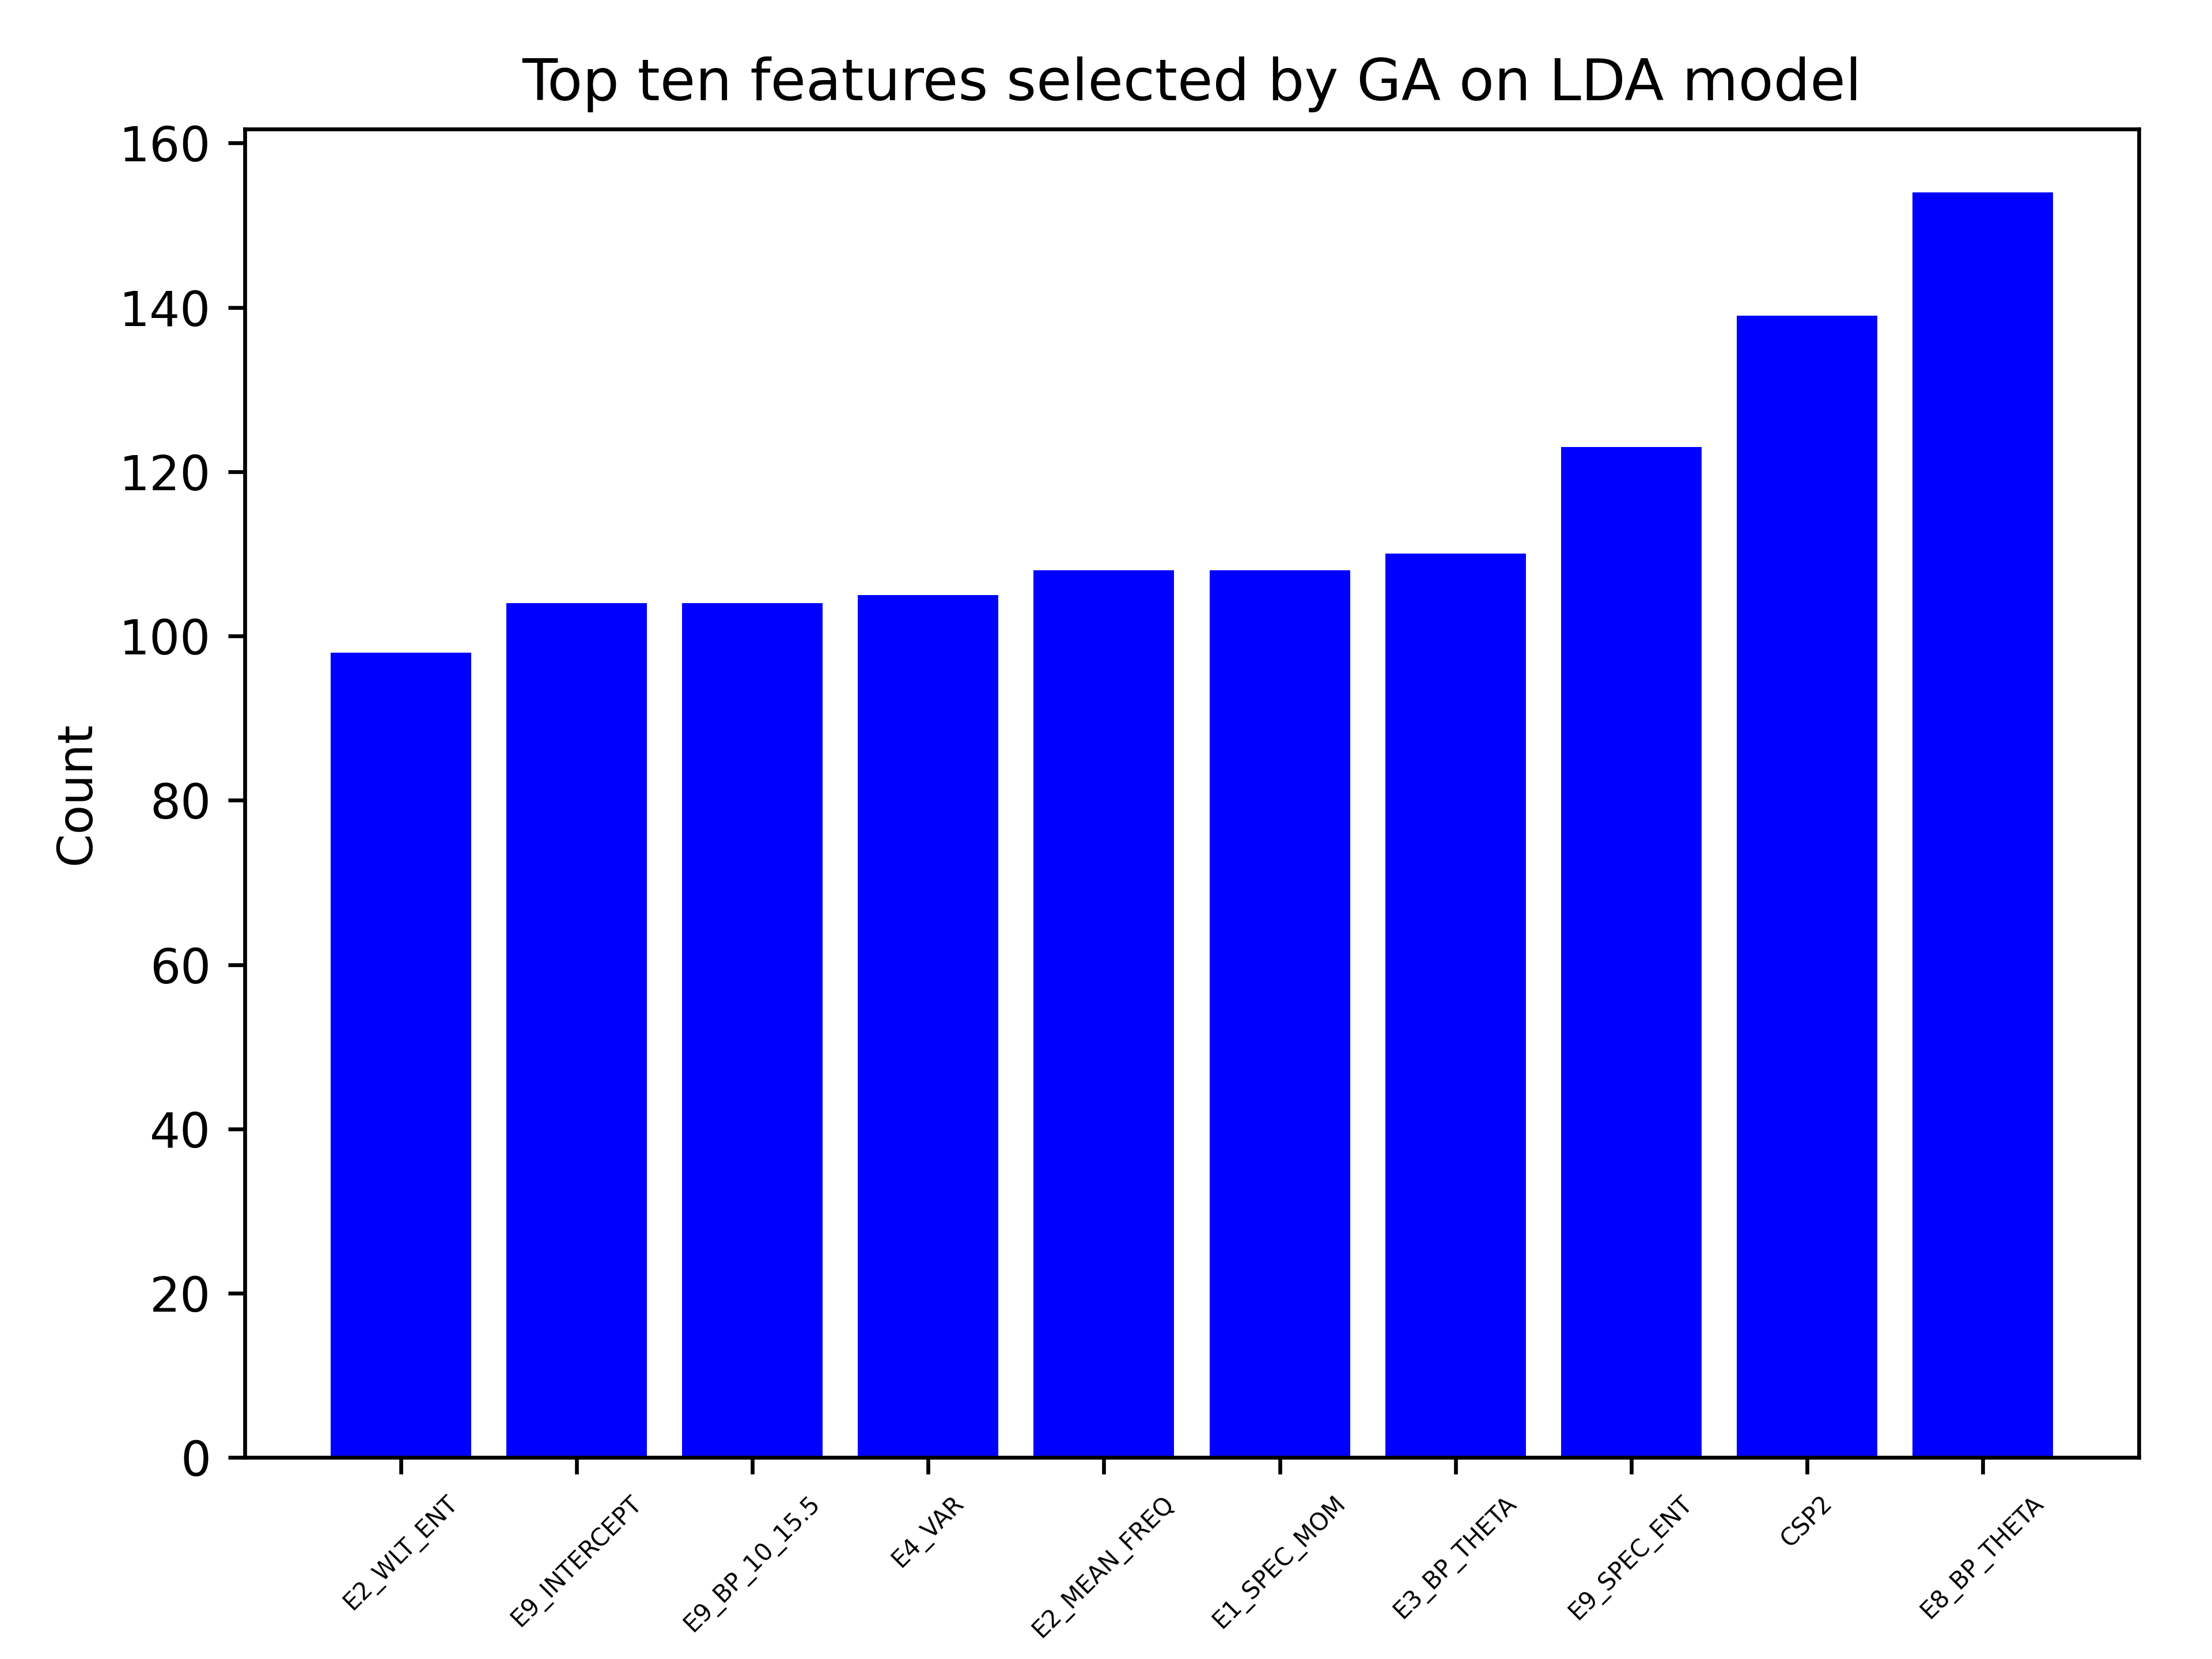 Top ten features selected by GA on LDA model
160
140
120
100
80
60
40
20
0
Count
E2_WLT_ENT
E9_INTERCEPT
E9_BP_10_15.5
E4_VAR
E2_MEAN_FREQ
E1_SPEC_MOM
E3_BP_THETA
E9_SPEC_ENT
CSP2
E8_BP_THETA